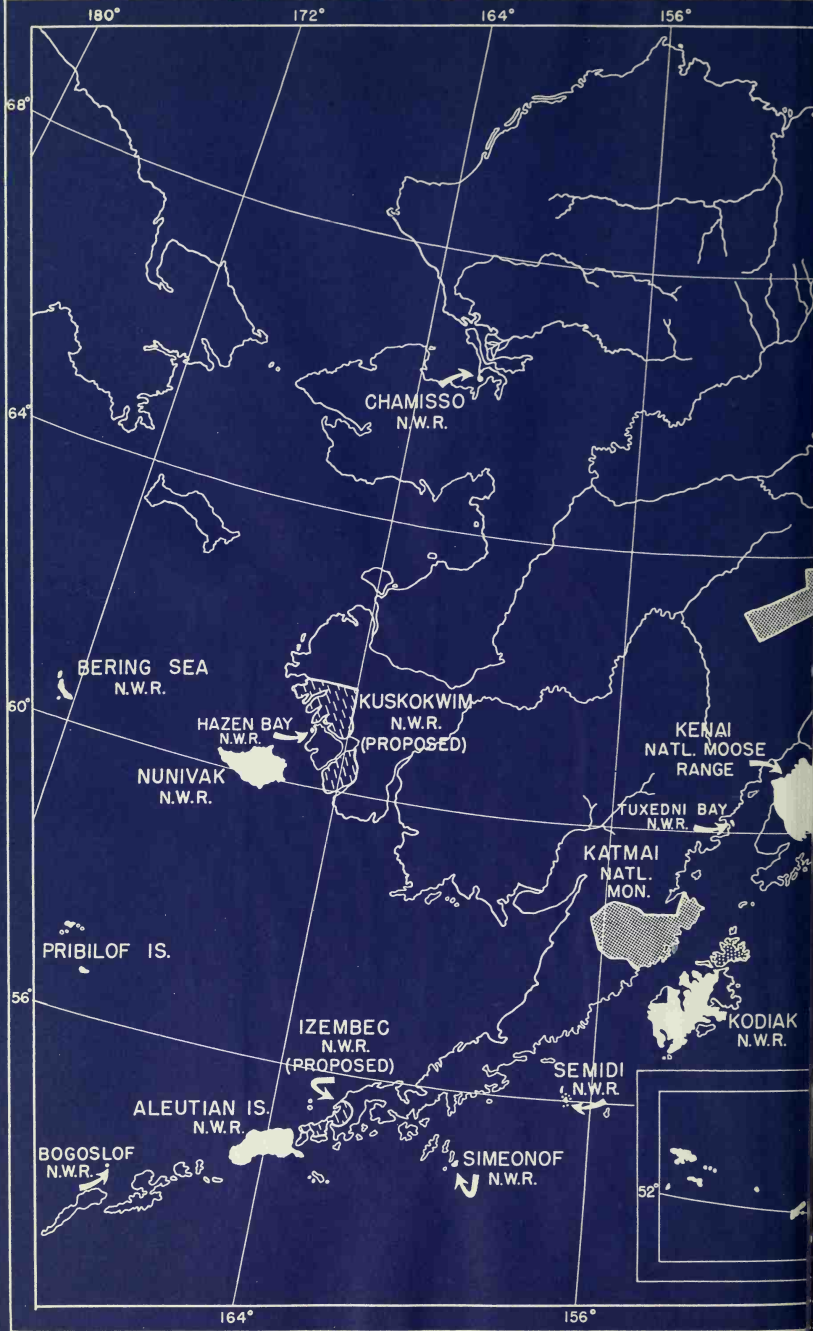 180°
172°
164°
156°
68°
CHAMISSO
N.W.R.
64°
BERING SEA
N.W.R.
60°
HAZEN BAY
N.W.R.
KUSKOKWIM
N.W.R.
(PROPOSED)
NUNIVAK
N.W.R.
KENAI
NATL. MOOSE
RANGE
TUXEDNI BAY
N.W.R.
KATMAI
NATL.
MON.
PRIBILOF IS.
56°
KODIAK
N.W.R.
IZEMBEC
N.W.R.
(PROPOSED)
SEMIDI
N.W.R.
ALEUTIAN IS.
N.W.R.
BOGOSLOF
N.W.R.
SIMEONOF
N.W.R.
52°
164°
156°